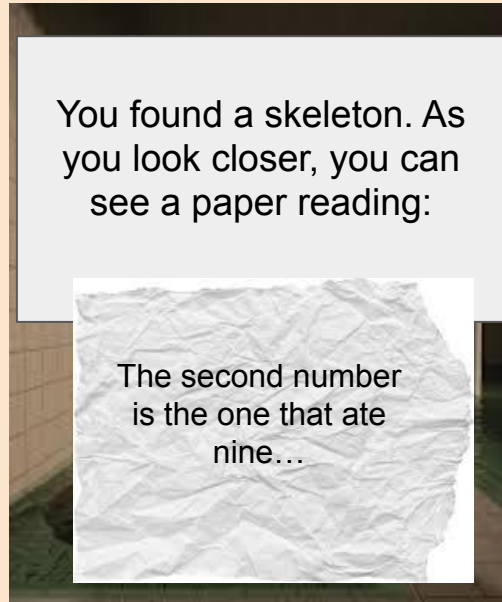 You found a skeleton. As
you look closer, you can
see a paper reading:
The second number
is the one that ate
nine…